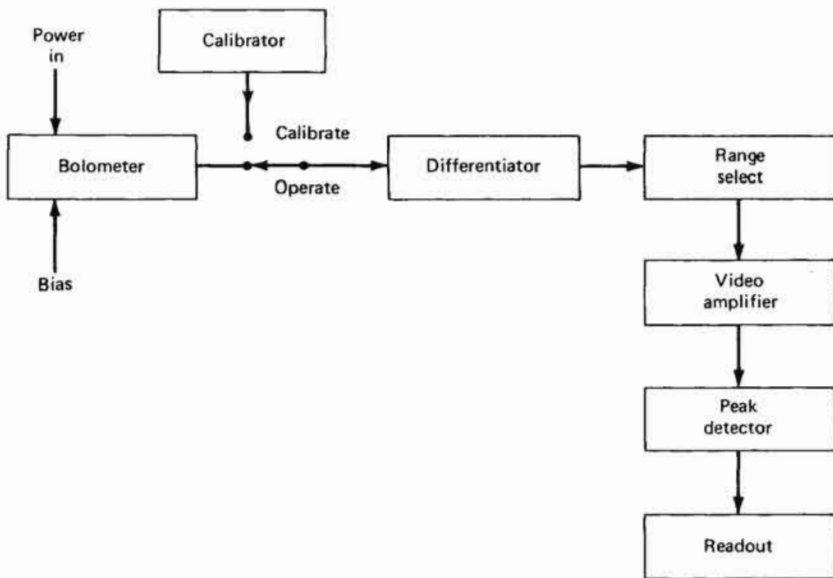 Power
in
Calibrator
Calibrate
Bolometer
Operate
Differentiator
Range
select
Bias
Video
amplifier
Peak
detector
Readout